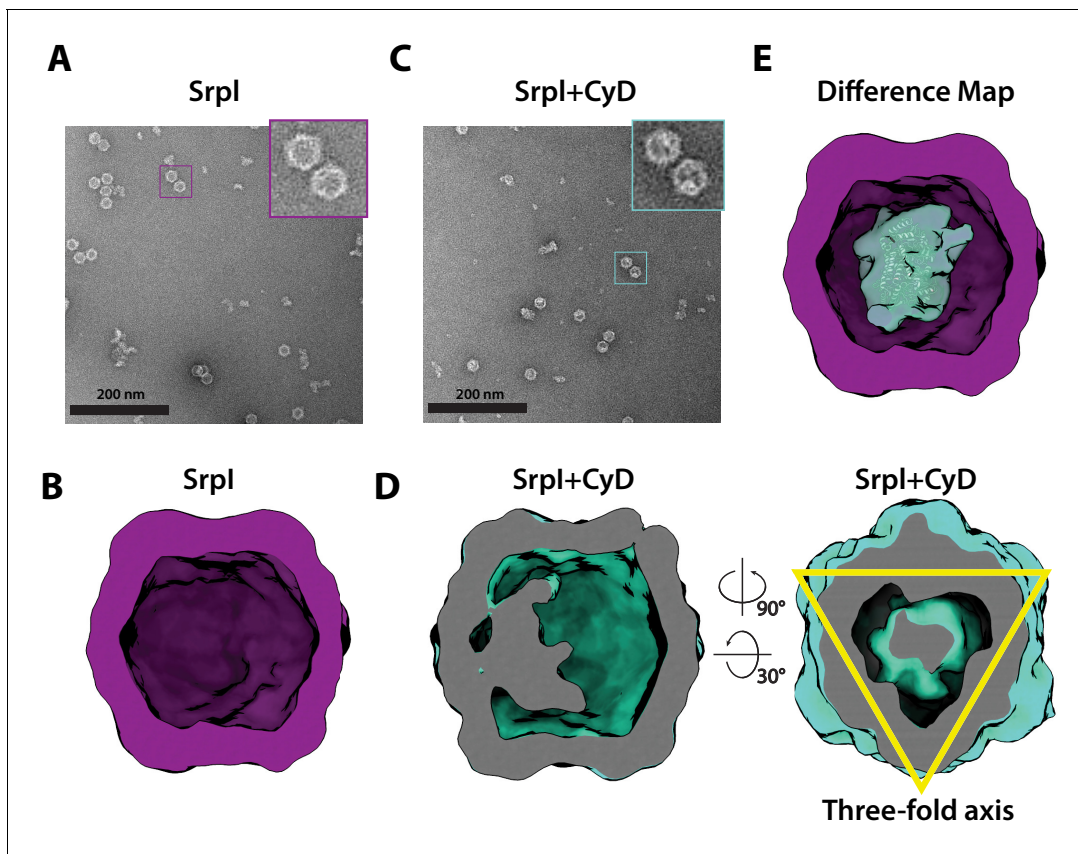 A
SrpI
200 nm
C
SrpI+CyD
200 nm
E
Difference Map
B
SrpI
D
SrpI+CyD
90°
30°
SrpI+CyD
Three-fold axis